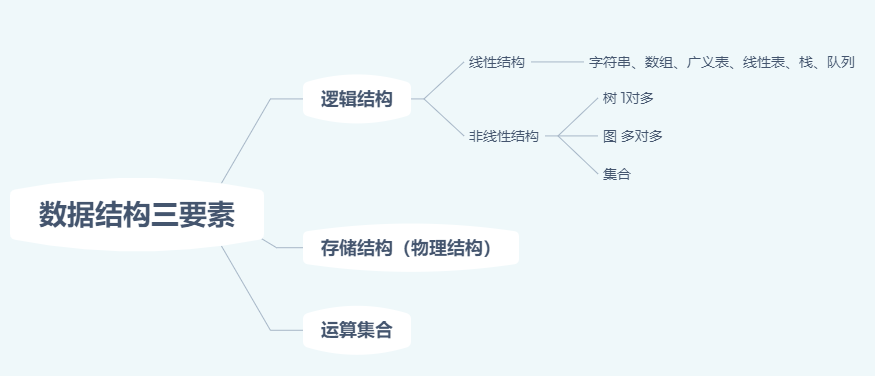 数据结构三要素
逻辑结构
线性结构
字符串、数组、广义表、线性表、栈、队列
非线性结构
树 1对多
图 多对多
集合
存储结构（物理结构）
运算集合